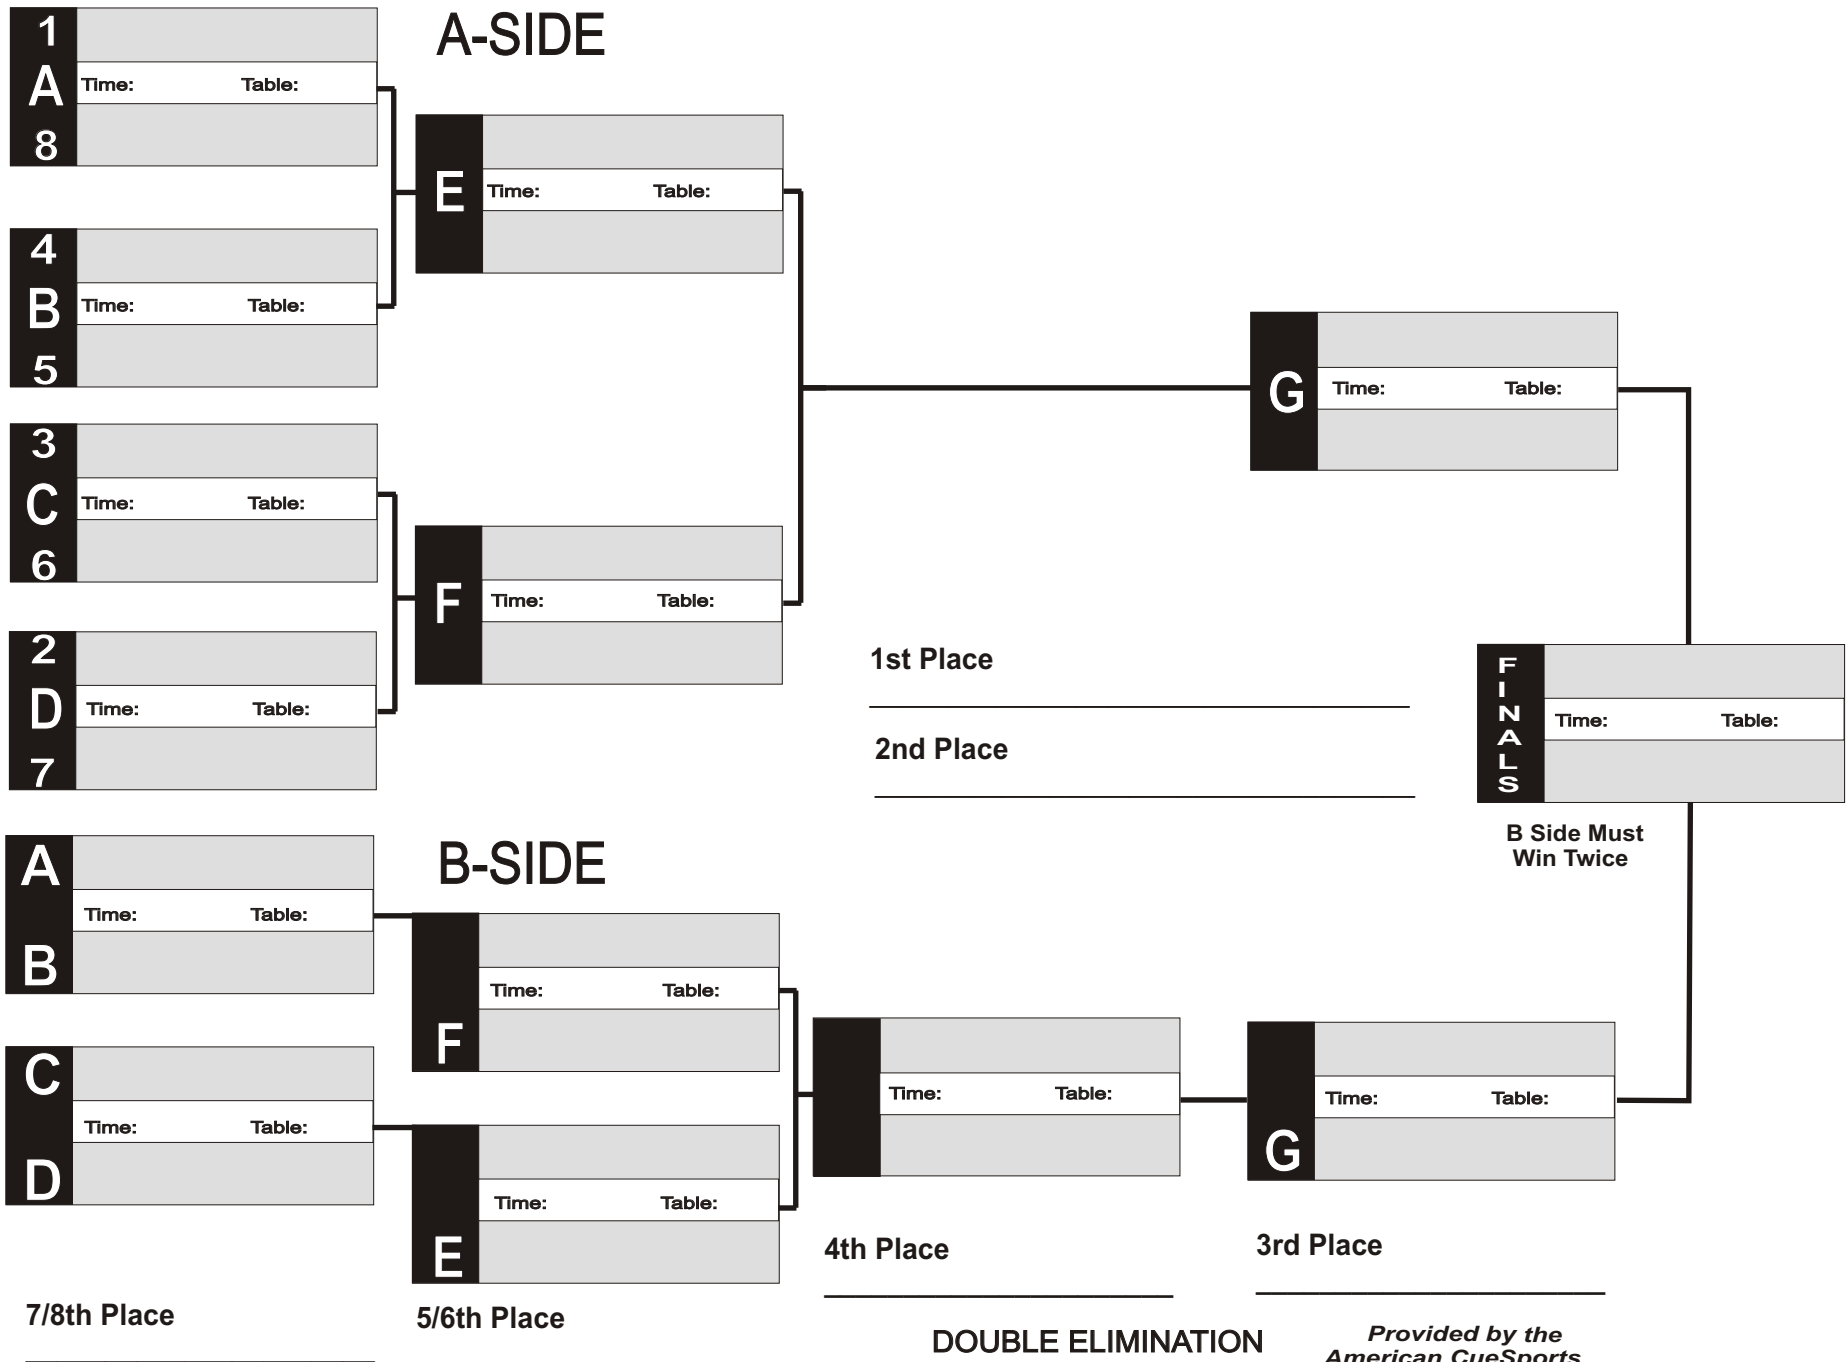 A-SIDE
1
A
8
Time: Table:
4
B
5
Time: Table:
E
Time: Table:
3
C
6
Time: Table:
2
D
7
Time: Table:
F
Time: Table:
G
Time: Table:
1st Place
2nd Place
FINALS
Time: Table:
B Side Must
Win Twice
B-SIDE
A
B
Time: Table:
C
D
Time: Table:
F
Time: Table:
E
Time: Table:
Time: Table:
G
Time: Table:
4th Place
3rd Place
7/8th Place
5/6th Place
DOUBLE ELIMINATION
Provided by the
American CueSports